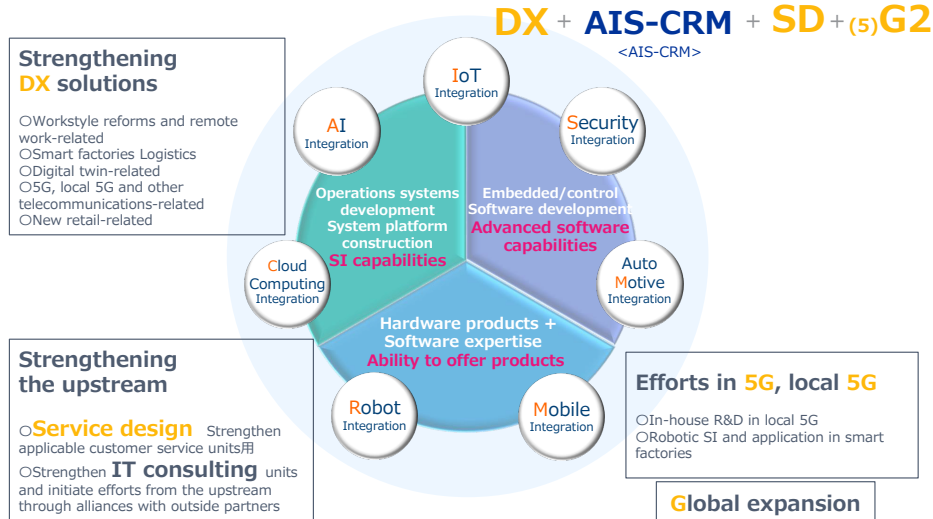 DX + AIS-CRM + SD + (5)G2
<AIS-CRM>
Strengthening
DX solutions
○Workstyle reforms and remote
work-related
○Smart factories Logistics
○Digital twin-related
○5G, local 5G and other
telecommunications-related
○New retail-related
IoT
Integration
AI
Integration
Security
Integration
Operations systems
development
System platform
construction
SI capabilities
Embedded/control
Software development
Advanced software
capabilities
Cloud
Computing
Integration
Auto
Motive
Integration
Hardware products +
Software expertise
Ability to offer products
Robot
Integration
Mobile
Integration
Strengthening
the upstream
○Service design Strengthen
applicable customer service units用
○Strengthen IT consulting units
and initiate efforts from the upstream
through alliances with outside partners
Efforts in 5G, local 5G
○In-house R&D in local 5G
○Robotic SI and application in smart
factories
Global expansion